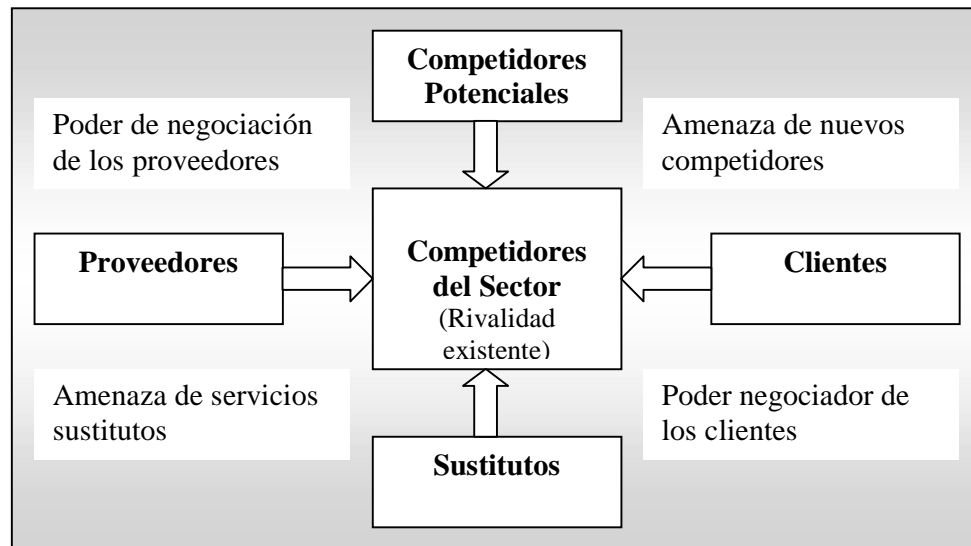 Competidores
Potenciales
Poder de negociación
de los proveedores
Amenaza de nuevos
competidores
Proveedores
Competidores
del Sector
(Rivalidad
existente)
Clientes
Amenaza de servicios
sustitutos
Poder negociador de
los clientes
Sustitutos